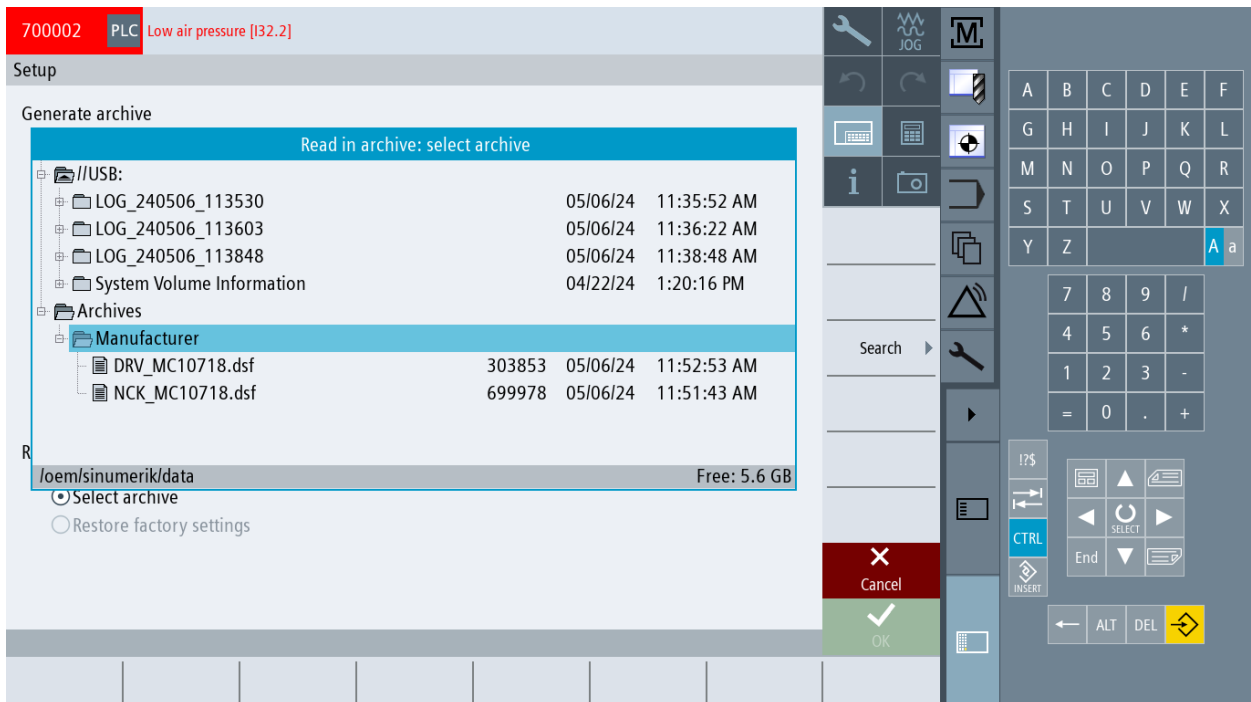 700002 PLC Low air pressure [I32.2]
JOG
Setup
Generate archive
Read in archive: select archive
//USB:
LOG_240506_113530 05/06/24 11:35:52 AM
LOG_240506_113603 05/06/24 11:36:22 AM
LOG_240506_113848 05/06/24 11:38:48 AM
System Volume Information 04/22/24 1:20:16 PM
Archives
Manufacturer
DRV_MC10718.dsf 303853 05/06/24 11:52:53 AM
NCK_MC10718.dsf 699978 05/06/24 11:51:43 AM
R
/oem/sinumerik/data Free: 5.6 GB
Select archive
Restore factory settings
Search
Cancel
OK
M
i
A B C D E F
G H I J K L
M N O P Q R
S T U V W X
Y Z A a
7 8 9 /
4 5 6 *
1 2 3 -
= 0 . +
!?$
SELECT
CTRL
End
INSERT
ALT DEL